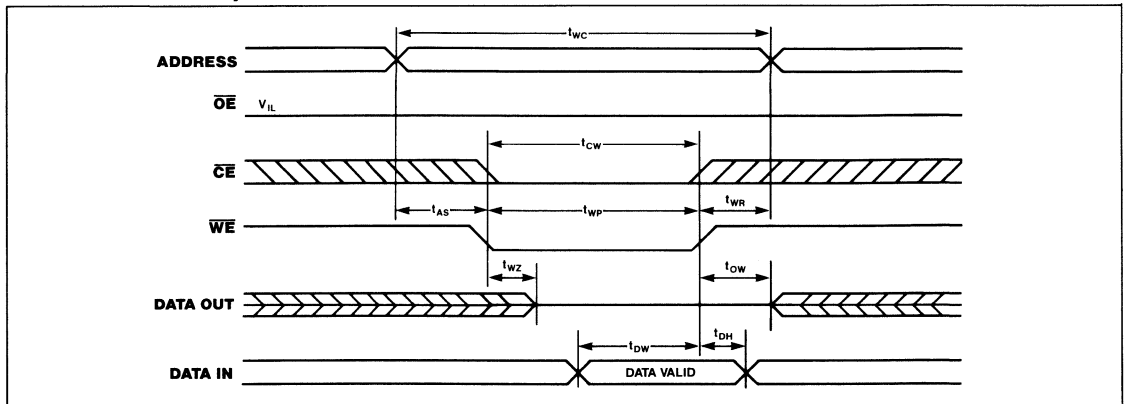 tWC
ADDRESS
OE VIL
tCW
CE
tAS tWP tWR
WE
tWZ tOW
DATA OUT
tDW tDH
DATA IN DATA VALID